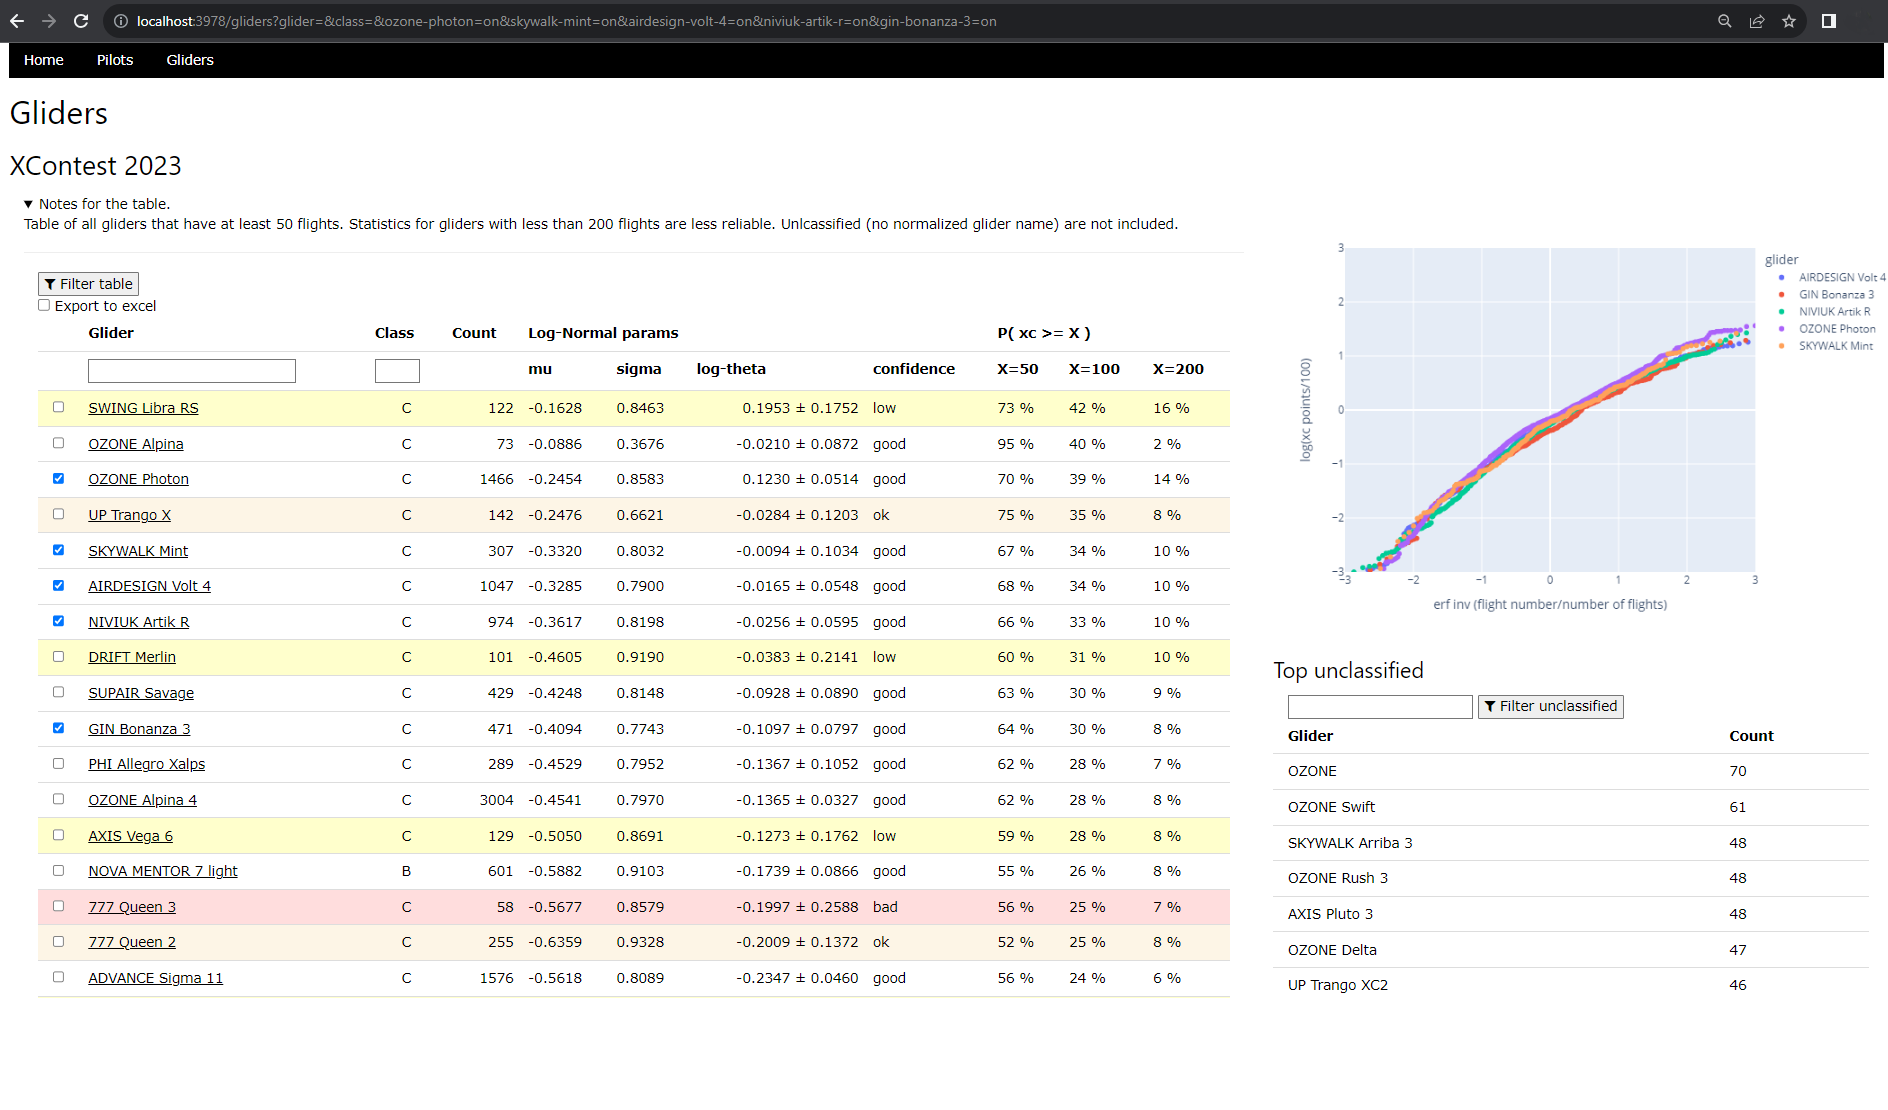 localhost:3978/gliders?glider=&class=&ozone-photon=on&skywalk-mint=on&airdesign-volt-4=on&niviuk-artik-r=on&gin-bonanza-3=on
Home Pilots Gliders
Gliders
XContest 2023
▼ Notes for the table.
Table of all gliders that have at least 50 flights. Statistics for gliders with less than 200 flights are less reliable. Unlcassified (no normalized glider name) are not included.
Filter table
Export to excel
Glider Class Count Log-Normal params P( xc >= X )
mu sigma log-theta confidence X=50 X=100 X=200
SWING Libra RS C 122 -0.1628 0.8463 0.1953 ± 0.1752 low 73 % 42 % 16 %
OZONE Alpina C 73 -0.0886 0.3676 -0.0210 ± 0.0872 good 95 % 40 % 2 %
OZONE Photon C 1466 -0.2454 0.8583 0.1230 ± 0.0514 good 70 % 39 % 14 %
UP Trango X C 142 -0.2476 0.6621 -0.0284 ± 0.1203 ok 75 % 35 % 8 %
SKYWALK Mint C 307 -0.3320 0.8032 -0.0094 ± 0.1034 good 67 % 34 % 10 %
AIRDESIGN Volt 4 C 1047 -0.3285 0.7900 -0.0165 ± 0.0548 good 68 % 34 % 10 %
NIVIUK Artik R C 974 -0.3617 0.8198 -0.0256 ± 0.0595 good 66 % 33 % 10 %
DRIFT Merlin C 101 -0.4605 0.9190 -0.0383 ± 0.2141 low 60 % 31 % 10 %
SUPAIR Savage C 429 -0.4248 0.8148 -0.0928 ± 0.0890 good 63 % 30 % 9 %
GIN Bonanza 3 C 471 -0.4094 0.7743 -0.1097 ± 0.0797 good 64 % 30 % 8 %
PHI Allegro Xalps C 289 -0.4529 0.7952 -0.1367 ± 0.1052 good 62 % 28 % 7 %
OZONE Alpina 4 C 3004 -0.4541 0.7970 -0.1365 ± 0.0327 good 62 % 28 % 8 %
AXIS Vega 6 C 129 -0.5050 0.8691 -0.1273 ± 0.1762 low 59 % 28 % 8 %
NOVA MENTOR 7 light B 601 -0.5882 0.9103 -0.1739 ± 0.0866 good 55 % 26 % 8 %
777 Queen 3 C 58 -0.5677 0.8579 -0.1997 ± 0.2588 bad 56 % 25 % 7 %
777 Queen 2 C 255 -0.6359 0.9328 -0.2009 ± 0.1372 ok 52 % 25 % 8 %
ADVANCE Sigma 11 C 1576 -0.5618 0.8089 -0.2347 ± 0.0460 good 56 % 24 % 6 %
3
2
1
0
−1
−2
−3
log(xc points/100)
−3 −2 −1 0 1 2 3
erf inv (flight number/number of flights)
glider
AIRDESIGN Volt 4
GIN Bonanza 3
NIVIUK Artik R
OZONE Photon
SKYWALK Mint
Top unclassified
Filter unclassified
Glider Count
OZONE 70
OZONE Swift 61
SKYWALK Arriba 3 48
OZONE Rush 3 48
AXIS Pluto 3 48
OZONE Delta 47
UP Trango XC2 46